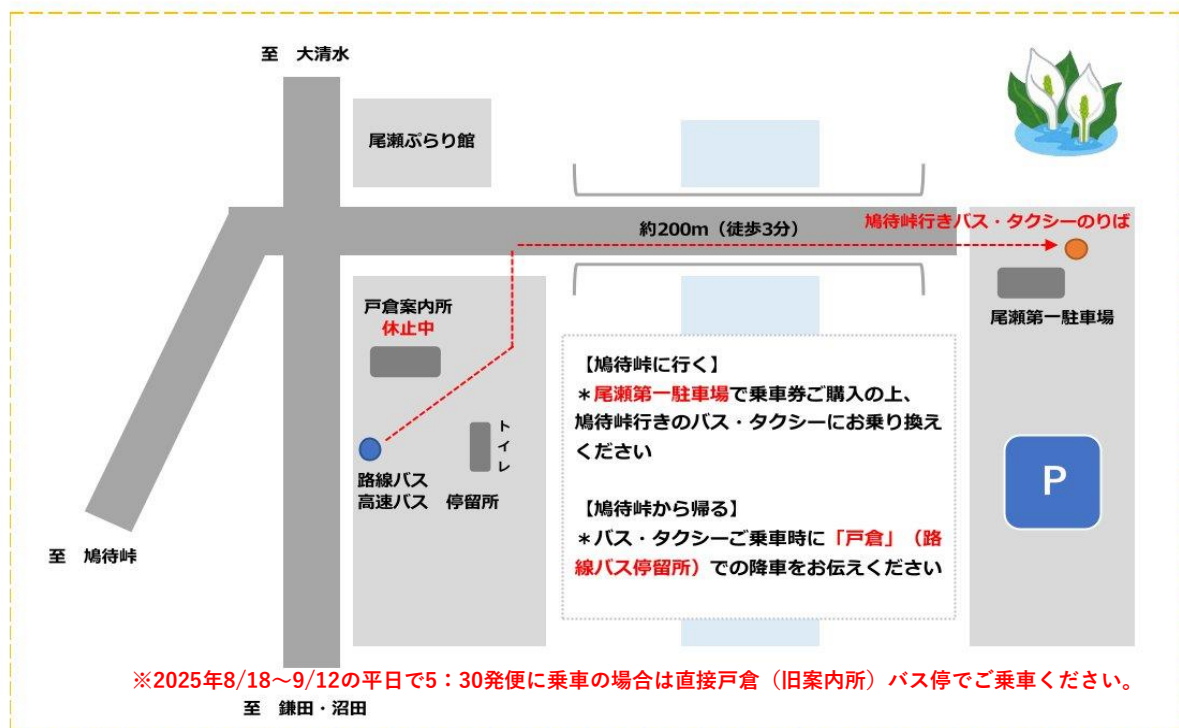 至　大清水
尾瀬ぷらり館
約200m（徒歩3分）
鳩待峠行きバス・タクシーのりば
戸倉案内所
休止中
尾瀬第一駐車場
トイレ
路線バス
高速バス　停留所
P
【鳩待峠に行く】
＊尾瀬第一駐車場で乗車券ご購入の上、
鳩待峠行きのバス・タクシーにお乗り換え
ください
【鳩待峠から帰る】
＊バス・タクシーご乗車時に「戸倉」（路
線バス停留所）での降車をお伝えください
至　鳩待峠
※2025年8/18～9/12の平日で5：30発便に乗車の場合は直接戸倉（旧案内所）バス停でご乗車ください。
至　鎌田・沼田